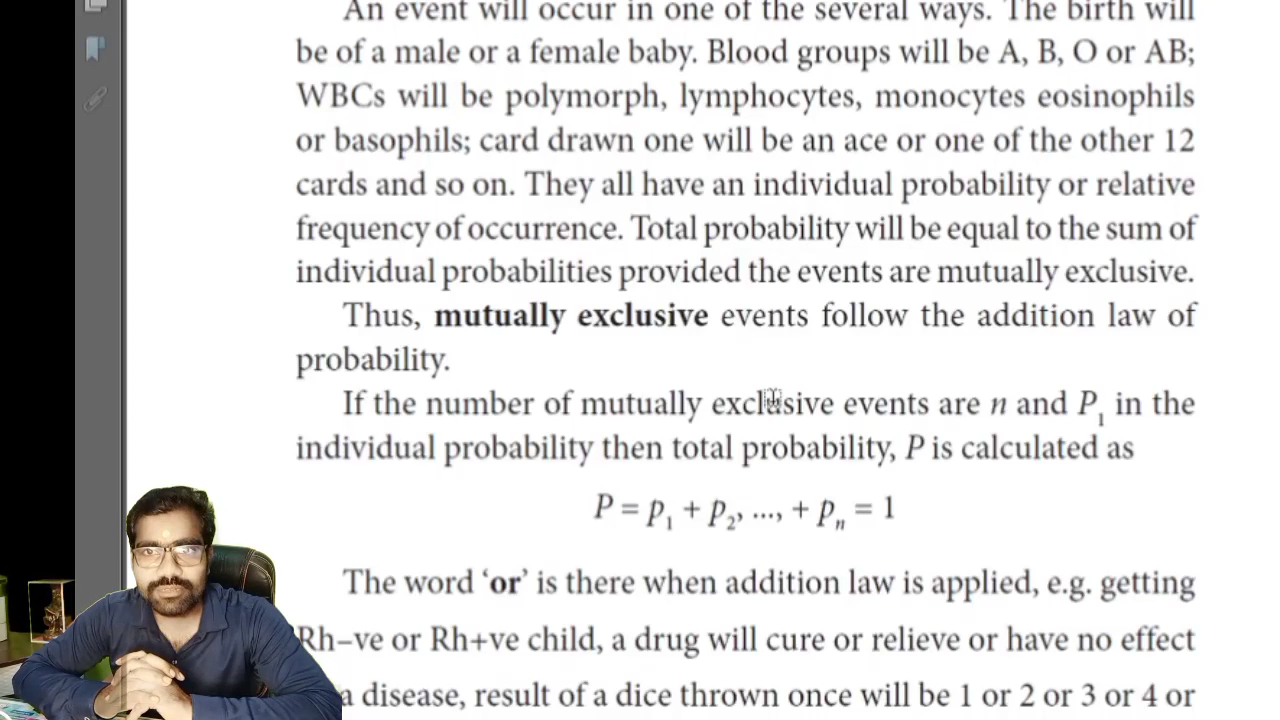 An event will occur in one of the several ways. The birth will
be of a male or a female baby. Blood groups will be A, B, O or AB;
WBCs will be polymorph, lymphocytes, monocytes eosinophils
or basophils; card drawn one will be an ace or one of the other 12
cards and so on. They all have an individual probability or relative
frequency of occurrence. Total probability will be equal to the sum of
individual probabilities provided the events are mutually exclusive.
Thus, mutually exclusive events follow the addition law of
probability.
If the number of mutually exclusive events are n and P₁ in the
individual probability then total probability, P is calculated as
P = p₁ + p₂, ..., + pₙ = 1
The word ‘or’ is there when addition law is applied, e.g. getting
Rh–ve or Rh+ve child, a drug will cure or relieve or have no effect
a disease, result of a dice thrown once will be 1 or 2 or 3 or 4 or